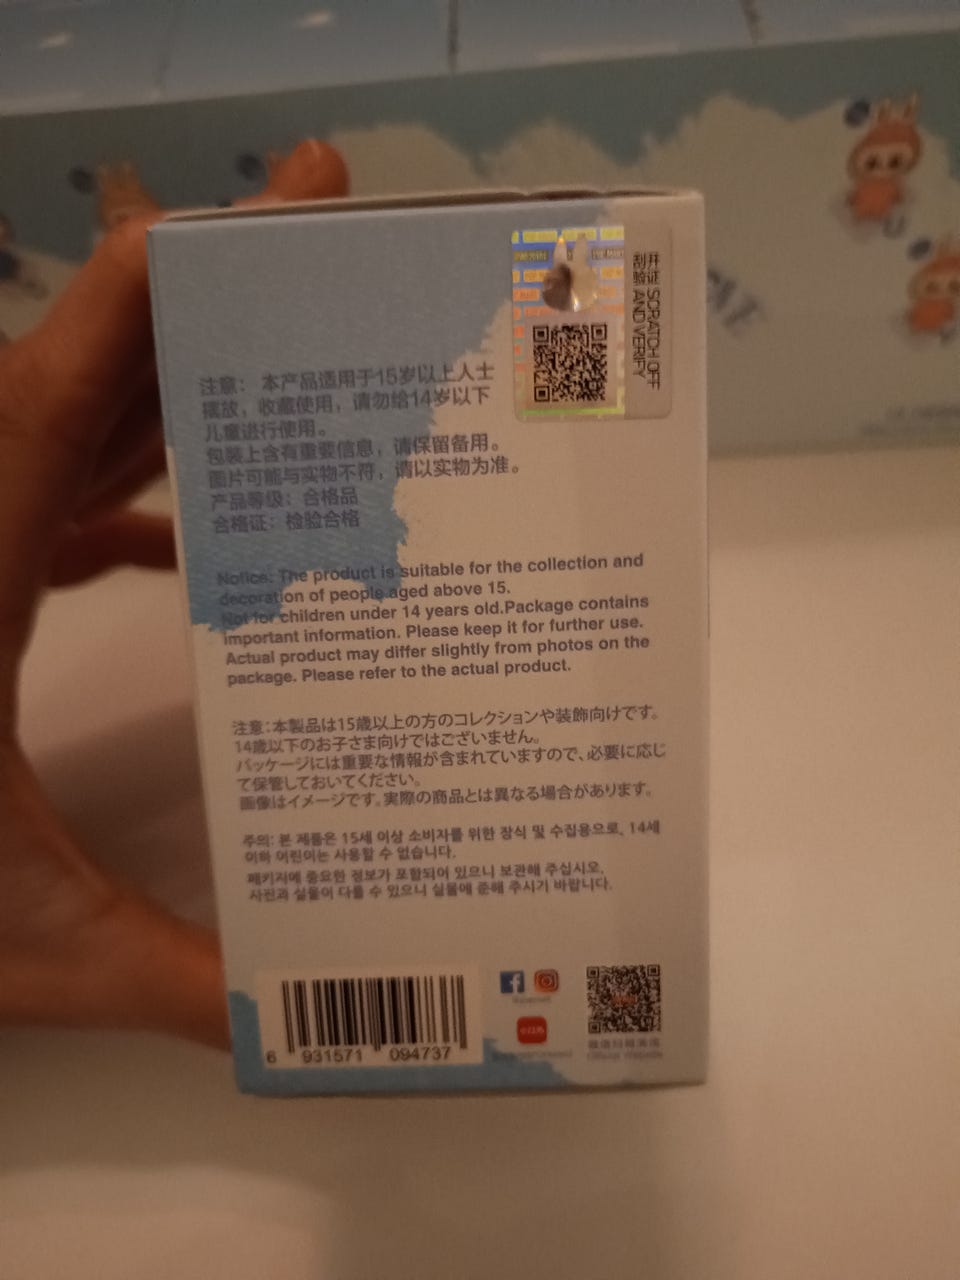 刮开验证 SCRATCH OFF
AND VERIFY
注意：本产品适用于15岁以上人士
摆放，收藏使用，请勿给14岁以下
儿童进行使用。
包装上含有重要信息，请保留备用。
图片可能与实物不符，请以实物为准。
产品等级：合格品
合格证：检验合格
Notice: The product is suitable for the collection and
decoration of people aged above 15.
Not for children under 14 years old.Package contains
important information. Please keep it for further use.
Actual product may differ slightly from photos on the
package. Please refer to the actual product.
注意：本製品は15歳以上の方のコレクションや装飾向けです。
14歳以下のお子さま向けではございません。
パッケージには重要な情報が含まれていますので、必要に応じ
て保管しておいてください。
画像はイメージです。実際の商品とは異なる場合があります。
주의: 본 제품은 15세 이상 소비자를 위한 장식 및 수집용으로, 14세
이하 어린이는 사용할 수 없습니다.
패키지에 중요한 정보가 포함되어 있으니 보관해 주십시오,
사진과 실물이 다를 수 있으니 실물에 준해 주시기 바랍니다.
6 931571 094737
小红书
Official Website